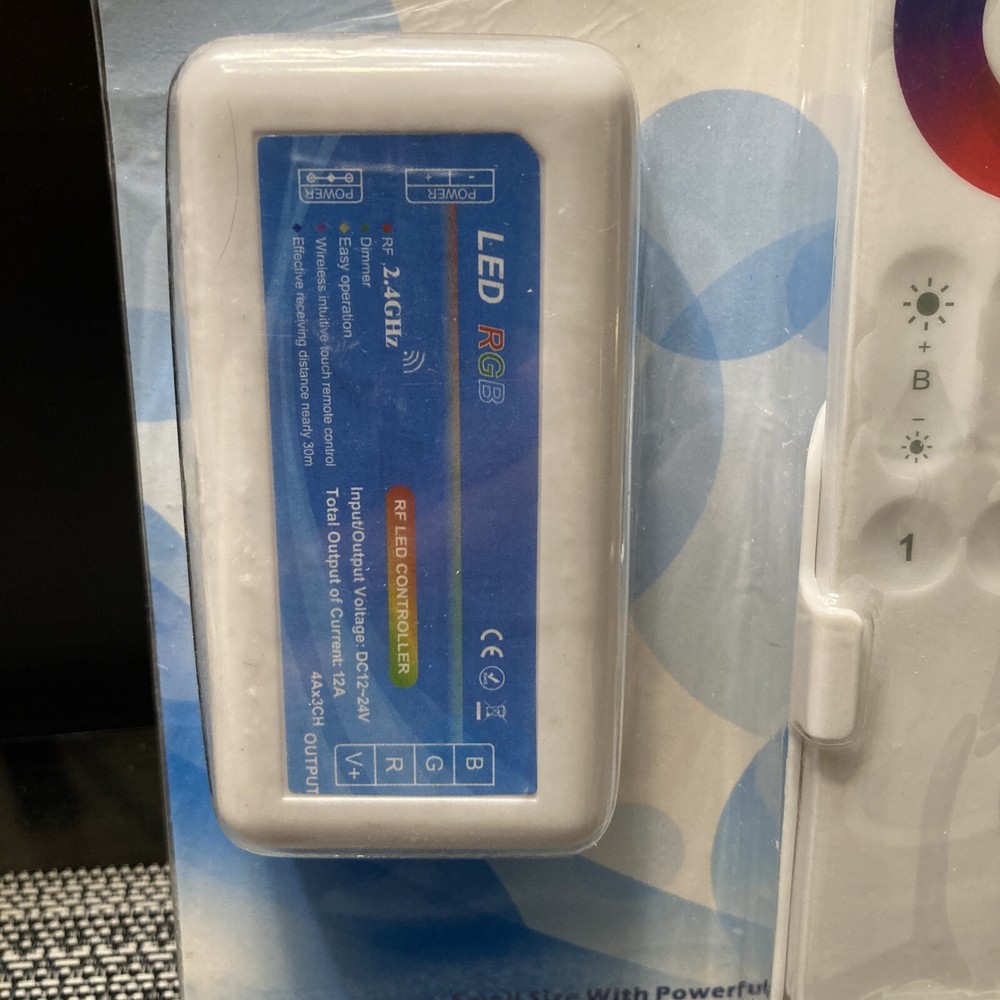 LED RGB
RF 2.4GHz
Dimmer
Easy operation
Wireless intuitive touch remote control
Effective receiving distance nearly 30m
POWER
- +
POWER
RF LED CONTROLLER
Input/Output Voltage: DC12~24V
Total Output of Current: 12A
4Ax3CH
OUTPUT
CE
B
G
R
V+
+
B
−
1
Small Size With Powerful